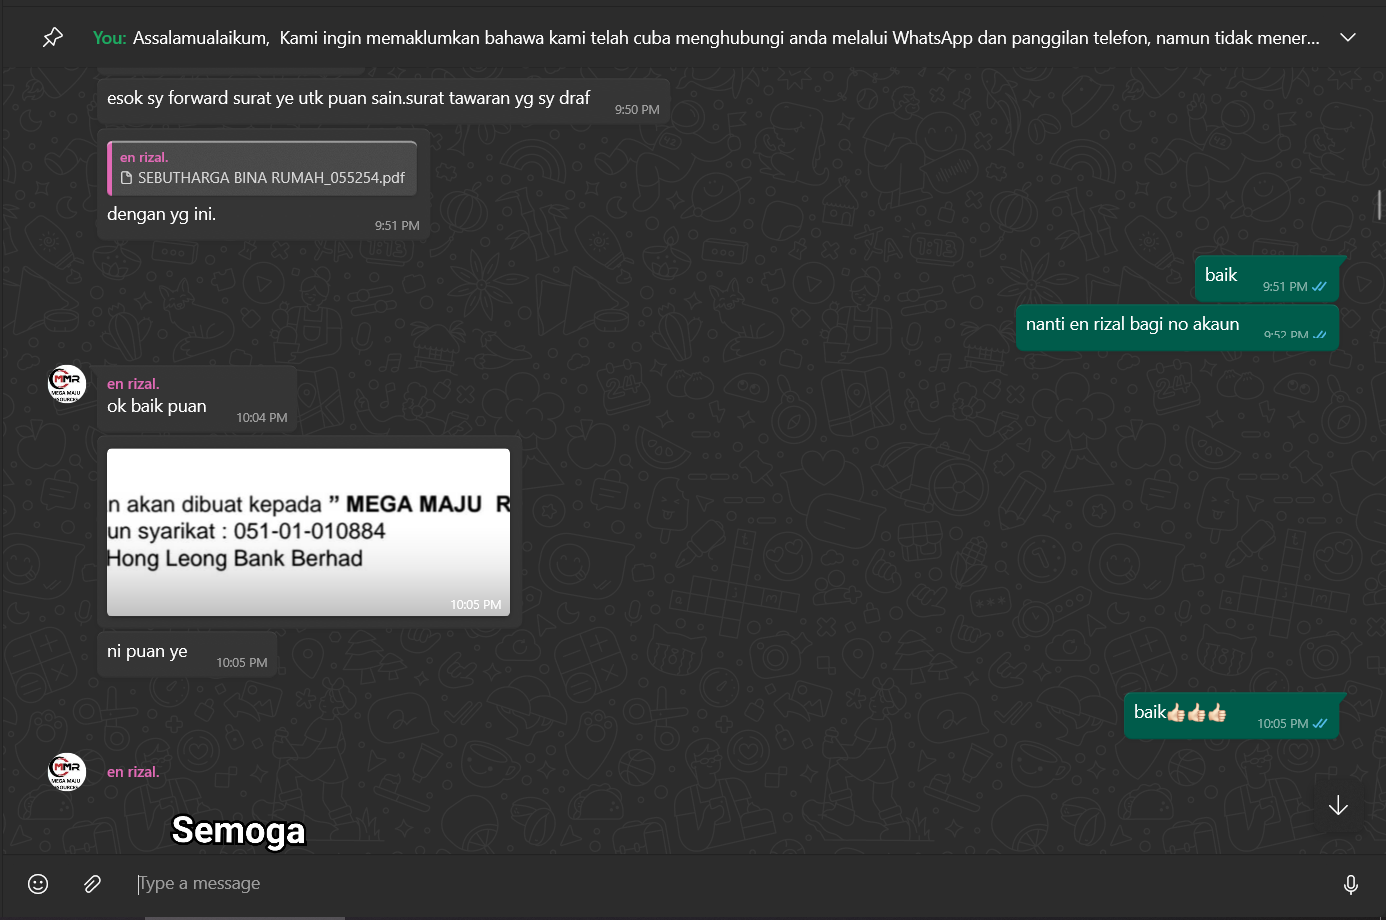 You: Assalamualaikum, Kami ingin memaklumkan bahawa kami telah cuba menghubungi anda melalui WhatsApp dan panggilan telefon, namun tidak mener...
esok sy forward surat ye utk puan sain.surat tawaran yg sy draf
9:50 PM
en rizal.
SEBUTHARGA BINA RUMAH_055254.pdf
dengan yg ini.
9:51 PM
baik
9:51 PM
nanti en rizal bagi no akaun
9:52 PM
MMR
MEGA MAJU
en rizal.
ok baik puan
10:04 PM
n akan dibuat kepada ” MEGA MAJU R
un syarikat : 051-01-010884
Hong Leong Bank Berhad
10:05 PM
ni puan ye
10:05 PM
baik👍🏻👍🏻👍🏻
10:05 PM
MMR
MEGA MAJU
en rizal.
Semoga
Type a message